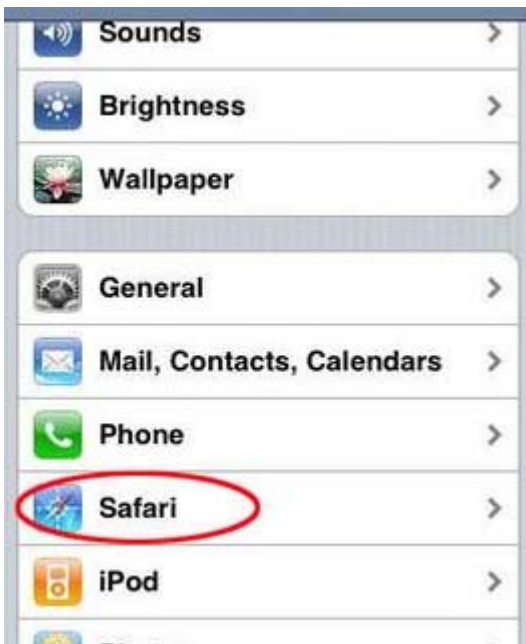 Sounds
Brightness
Wallpaper
General
Mail, Contacts, Calendars
Phone
Safari
iPod